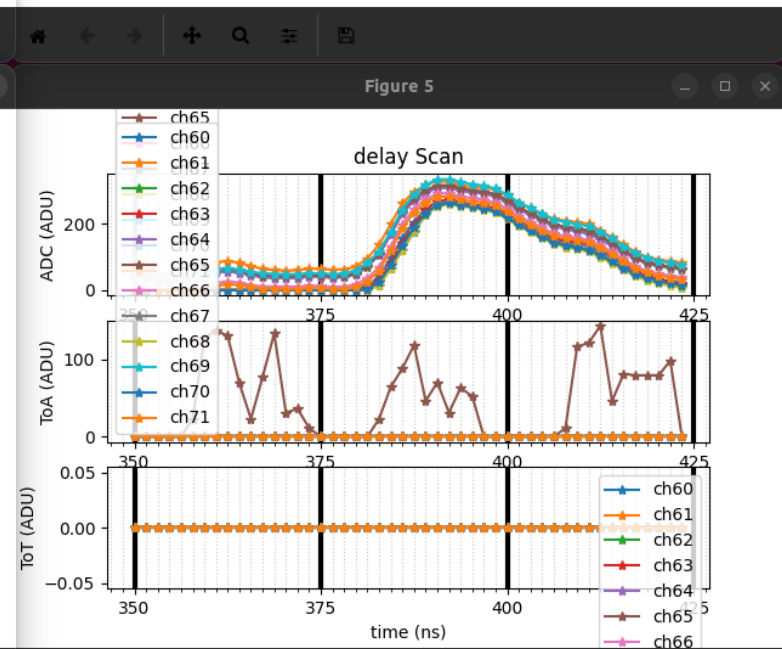 Figure 5
delay Scan
ch65
ch60
ch61
ch62
ch63
ch64
ch65
ch66
ch67
ch68
ch69
ch70
ch71
ADC (ADU)
200
0
350
375
400
425
ToA (ADU)
100
0
350
375
400
425
ToT (ADU)
0.05
0.00
−0.05
ch60
ch61
ch62
ch63
ch64
ch65
ch66
350
375
400
425
time (ns)